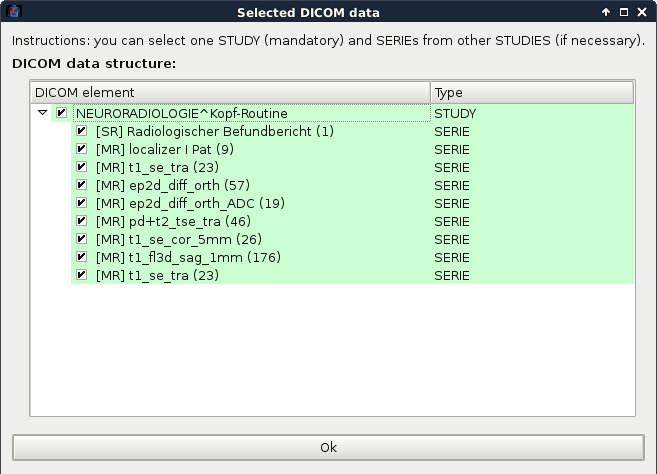 Selected DICOM data
Instructions: you can select one STUDY (mandatory) and SERIEs from other STUDIES (if necessary).
DICOM data structure:
DICOM element Type
NEURORADIOLOGIE^Kopf-Routine STUDY
[SR] Radiologischer Befundbericht (1) SERIE
[MR] localizer I Pat (9) SERIE
[MR] t1_se_tra (23) SERIE
[MR] ep2d_diff_orth (57) SERIE
[MR] ep2d_diff_orth_ADC (19) SERIE
[MR] pd+t2_tse_tra (46) SERIE
[MR] t1_se_cor_5mm (26) SERIE
[MR] t1_fl3d_sag_1mm (176) SERIE
[MR] t1_se_tra (23) SERIE
Ok